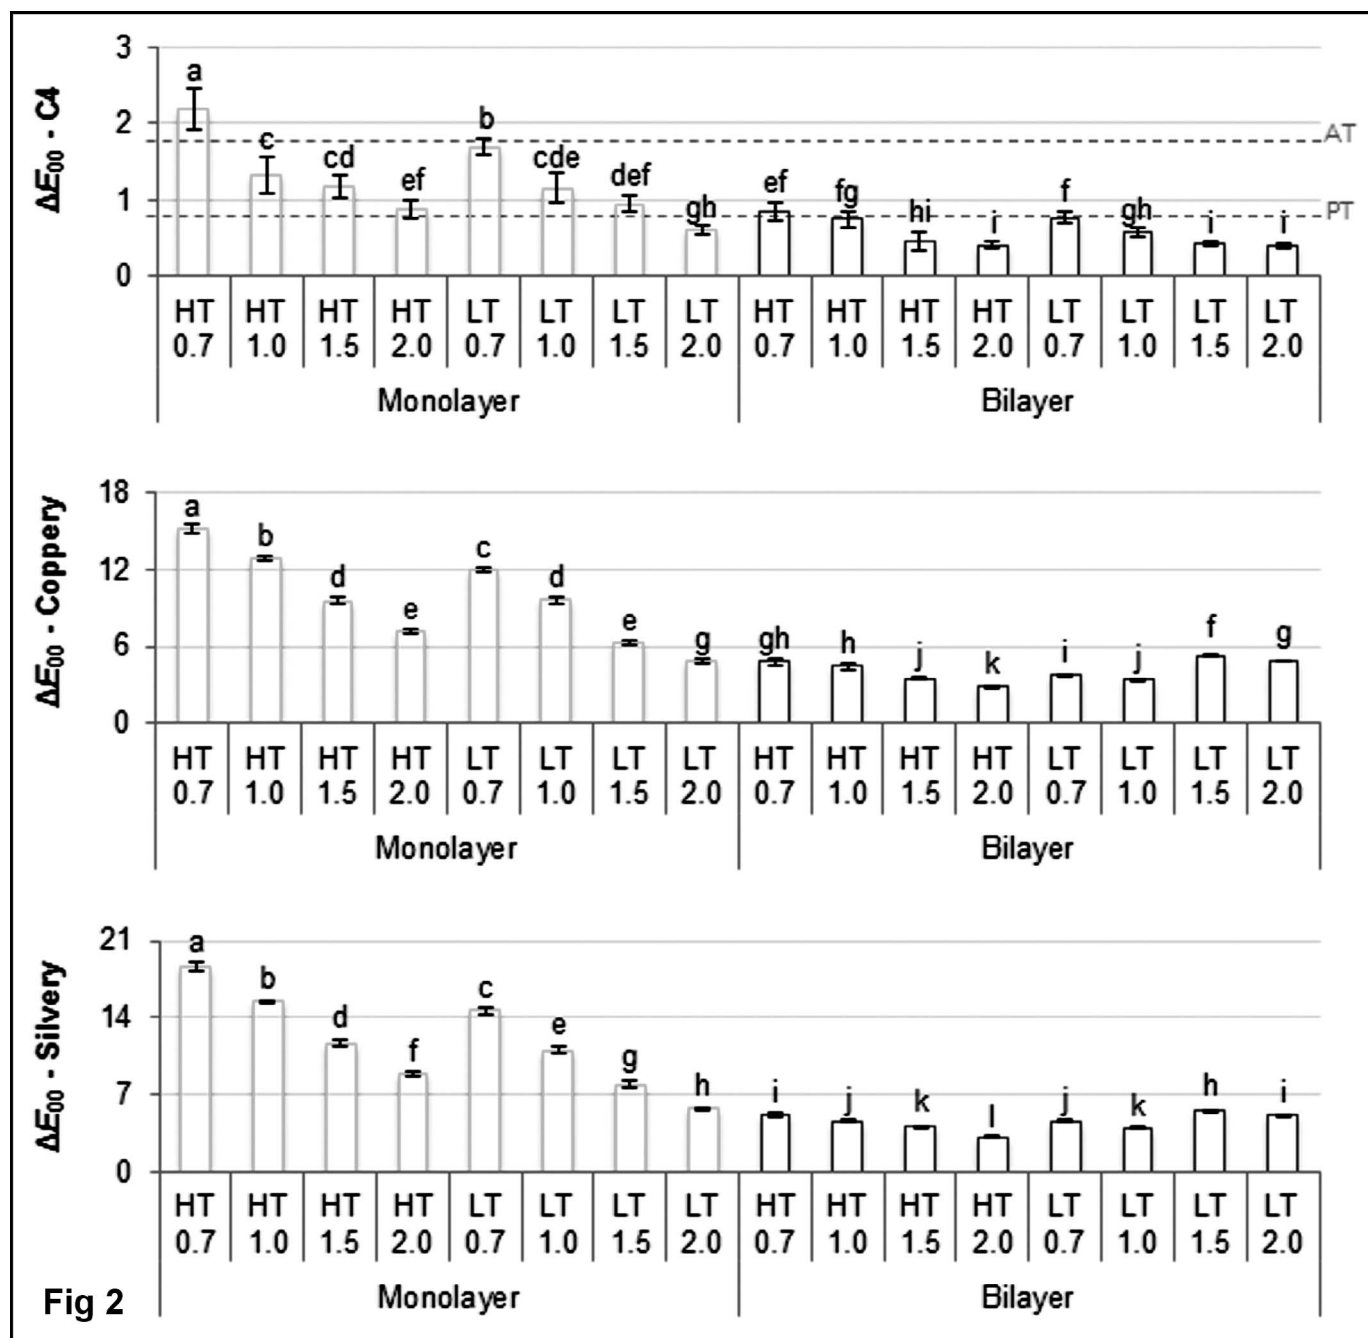 3
2
1
0
ΔE00 - C4
a c cd ef b cde def gh ef fg hi i f gh i i
AT
PT
HT HT HT HT LT LT LT LT HT HT HT HT LT LT LT LT
0.7 1.0 1.5 2.0 0.7 1.0 1.5 2.0 0.7 1.0 1.5 2.0 0.7 1.0 1.5 2.0
Monolayer Bilayer
18
12
6
0
ΔE00 - Coppery
a b d e c d e g gh h j k i j f g
HT HT HT HT LT LT LT LT HT HT HT HT LT LT LT LT
0.7 1.0 1.5 2.0 0.7 1.0 1.5 2.0 0.7 1.0 1.5 2.0 0.7 1.0 1.5 2.0
Monolayer Bilayer
21
14
7
0
ΔE00 - Silvery
a b d f c e g h i j k l j k h i
HT HT HT HT LT LT LT LT HT HT HT HT LT LT LT LT
0.7 1.0 1.5 2.0 0.7 1.0 1.5 2.0 0.7 1.0 1.5 2.0 0.7 1.0 1.5 2.0
Monolayer Bilayer
Fig 2